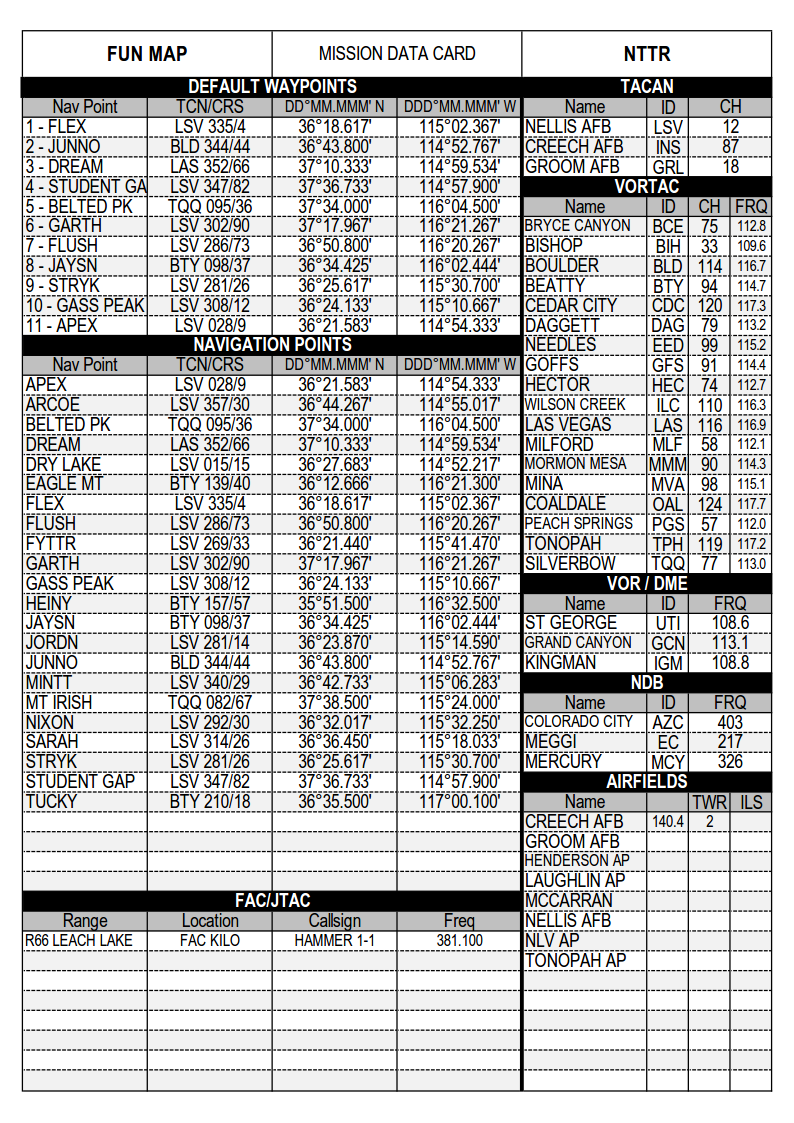 FUN MAP MISSION DATA CARD NTTR
DEFAULT WAYPOINTS
Nav Point TCN/CRS DD°MM.MMM' N DDD°MM.MMM' W
1 - FLEX LSV 335/4 36°18.617' 115°02.367'
2 - JUNNO BLD 344/44 36°43.800' 114°52.767'
3 - DREAM LAS 352/66 37°10.333' 114°59.534'
4 - STUDENT GA LSV 347/82 37°36.733' 114°57.900'
5 - BELTED PK TQQ 095/36 37°34.000' 116°04.500'
6 - GARTH LSV 302/90 37°17.967' 116°21.267'
7 - FLUSH LSV 286/73 36°50.800' 116°20.267'
8 - JAYSN BTY 098/37 36°34.425' 116°02.444'
9 - STRYK LSV 281/26 36°25.617' 115°30.700'
10 - GASS PEAK LSV 308/12 36°24.133' 115°10.667'
11 - APEX LSV 028/9 36°21.583' 114°54.333'
NAVIGATION POINTS
Nav Point TCN/CRS DD°MM.MMM' N DDD°MM.MMM' W
APEX LSV 028/9 36°21.583' 114°54.333'
ARCOE LSV 357/30 36°44.267' 114°55.017'
BELTED PK TQQ 095/36 37°34.000' 116°04.500'
DREAM LAS 352/66 37°10.333' 114°59.534'
DRY LAKE LSV 015/15 36°27.683' 114°52.217'
EAGLE MT BTY 139/40 36°12.666' 116°21.300'
FLEX LSV 335/4 36°18.617' 115°02.367'
FLUSH LSV 286/73 36°50.800' 116°20.267'
FYTTR LSV 269/33 36°21.440' 115°41.470'
GARTH LSV 302/90 37°17.967' 116°21.267'
GASS PEAK LSV 308/12 36°24.133' 115°10.667'
HEINY BTY 157/57 35°51.500' 116°32.500'
JAYSN BTY 098/37 36°34.425' 116°02.444'
JORDN LSV 281/14 36°23.870' 115°14.590'
JUNNO BLD 344/44 36°43.800' 114°52.767'
MINTT LSV 340/29 36°42.733' 115°06.283'
MT IRISH TQQ 082/67 37°38.500' 115°24.000'
NIXON LSV 292/30 36°32.017' 115°32.250'
SARAH LSV 314/26 36°36.450' 115°18.033'
STRYK LSV 281/26 36°25.617' 115°30.700'
STUDENT GAP LSV 347/82 37°36.733' 114°57.900'
TUCKY BTY 210/18 36°35.500' 117°00.100'
FAC/JTAC
Range Location Callsign Freq
R66 LEACH LAKE FAC KILO HAMMER 1-1 381.100
TACAN
Name ID CH
NELLIS AFB LSV 12
CREECH AFB INS 87
GROOM AFB GRL 18
VORTAC
Name ID CH FRQ
BRYCE CANYON BCE 75 112.8
BISHOP BIH 33 109.6
BOULDER BLD 114 116.7
BEATTY BTY 94 114.7
CEDAR CITY CDC 120 117.3
DAGGETT DAG 79 113.2
NEEDLES EED 99 115.2
GOFFS GFS 91 114.4
HECTOR HEC 74 112.7
WILSON CREEK ILC 110 116.3
LAS VEGAS LAS 116 116.9
MILFORD MLF 58 112.1
MORMON MESA MMM 90 114.3
MINA MVA 98 115.1
COALDALE OAL 124 117.7
PEACH SPRINGS PGS 57 112.0
TONOPAH TPH 119 117.2
SILVERBOW TQQ 77 113.0
VOR / DME
Name ID FRQ
ST GEORGE UTI 108.6
GRAND CANYON GCN 113.1
KINGMAN IGM 108.8
NDB
Name ID FRQ
COLORADO CITY AZC 403
MEGGI EC 217
MERCURY MCY 326
AIRFIELDS
Name TWR ILS
CREECH AFB 140.4 2
GROOM AFB
HENDERSON AP
LAUGHLIN AP
MCCARRAN
NELLIS AFB
NLV AP
TONOPAH AP